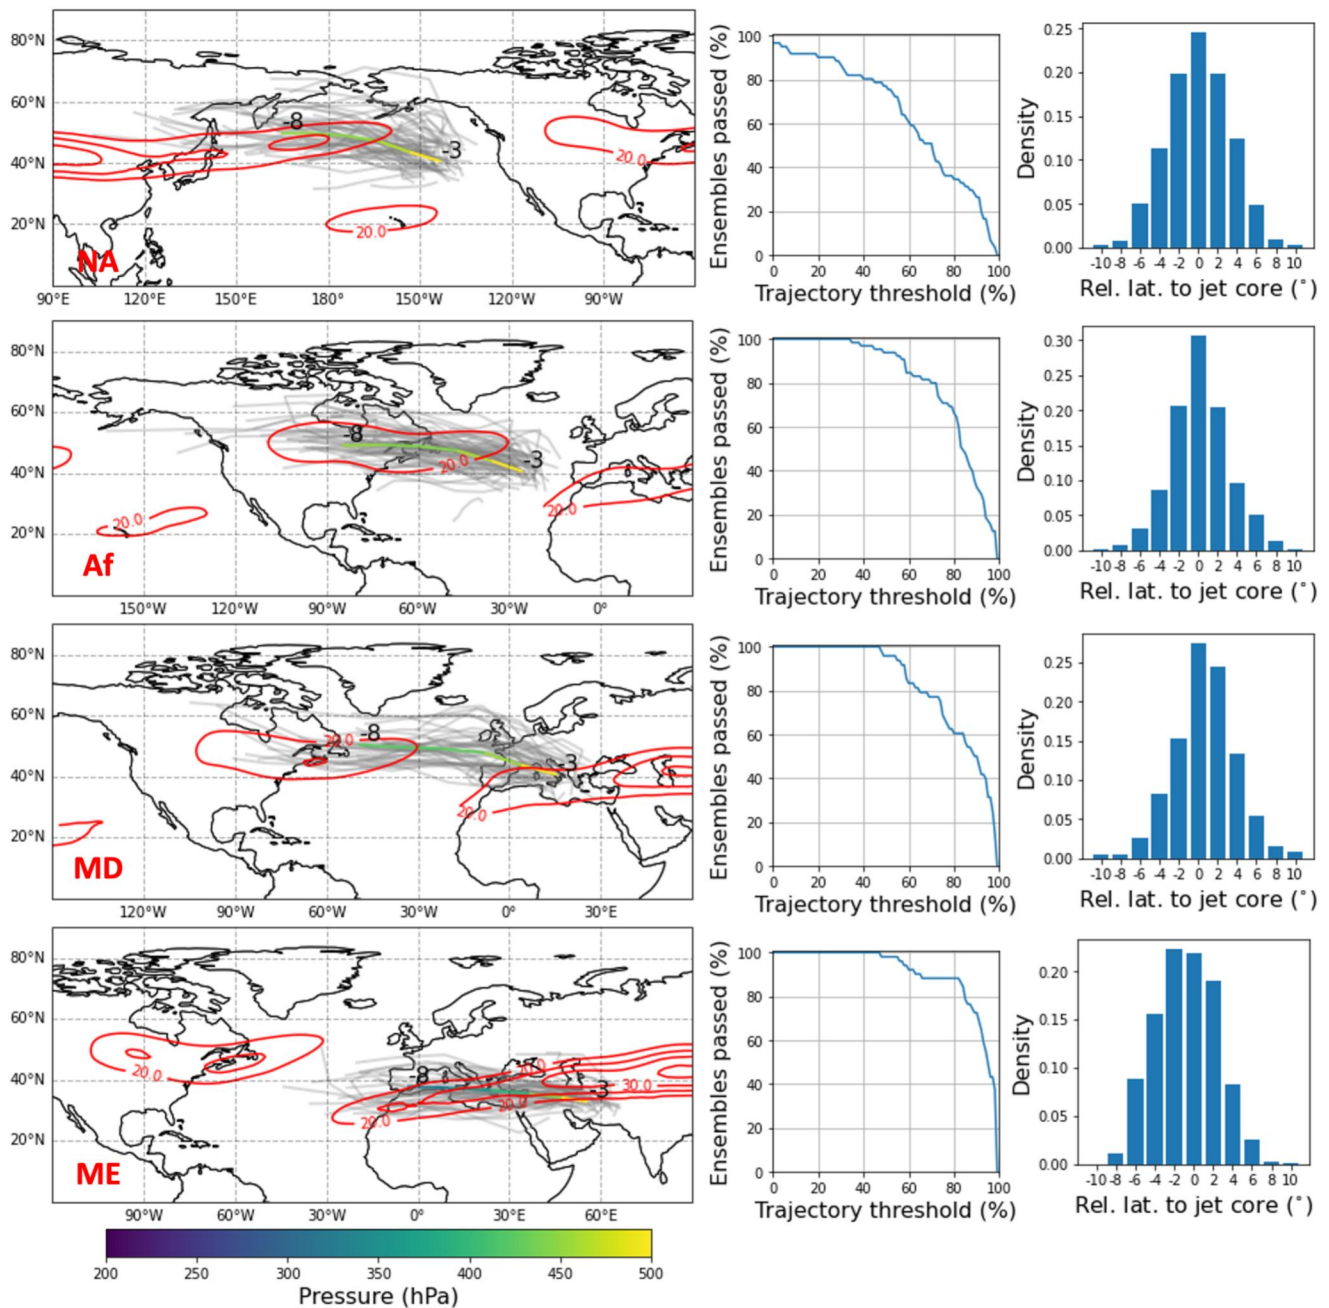 80°N
60°N
40°N
20°N
-8
-3
20.0
20.0
NA
90°E 120°E 150°E 180° 150°W 120°W 90°W
Ensembles passed (%)
100
80
60
40
20
0
0 20 40 60 80 100
Trajectory threshold (%)
Density
0.25
0.20
0.15
0.10
0.05
0.00
-10 -8 -6 -4 -2 0 2 4 6 8 10
Rel. lat. to jet core (°)
80°N
60°N
40°N
20°N
-8
-3
20.0
20.0
20.0
Af
150°W 120°W 90°W 60°W 30°W 0°
Ensembles passed (%)
100
80
60
40
20
0
0 20 40 60 80 100
Trajectory threshold (%)
Density
0.30
0.25
0.20
0.15
0.10
0.05
0.00
-10 -8 -6 -4 -2 0 2 4 6 8 10
Rel. lat. to jet core (°)
80°N
60°N
40°N
20°N
-8
-3
20.0
20.0
MD
120°W 90°W 60°W 30°W 0° 30°E
Ensembles passed (%)
100
80
60
40
20
0
0 20 40 60 80 100
Trajectory threshold (%)
Density
0.25
0.20
0.15
0.10
0.05
0.00
-10 -8 -6 -4 -2 0 2 4 6 8 10
Rel. lat. to jet core (°)
80°N
60°N
40°N
20°N
-8
-3
20.0
20.0
30.0
20.0
20.0
ME
90°W 60°W 30°W 0° 30°E 60°E
Ensembles passed (%)
100
80
60
40
20
0
0 20 40 60 80 100
Trajectory threshold (%)
Density
0.20
0.15
0.10
0.05
0.00
-10 -8 -6 -4 -2 0 2 4 6 8 10
Rel. lat. to jet core (°)
200 250 300 350 400 450 500
Pressure (hPa)